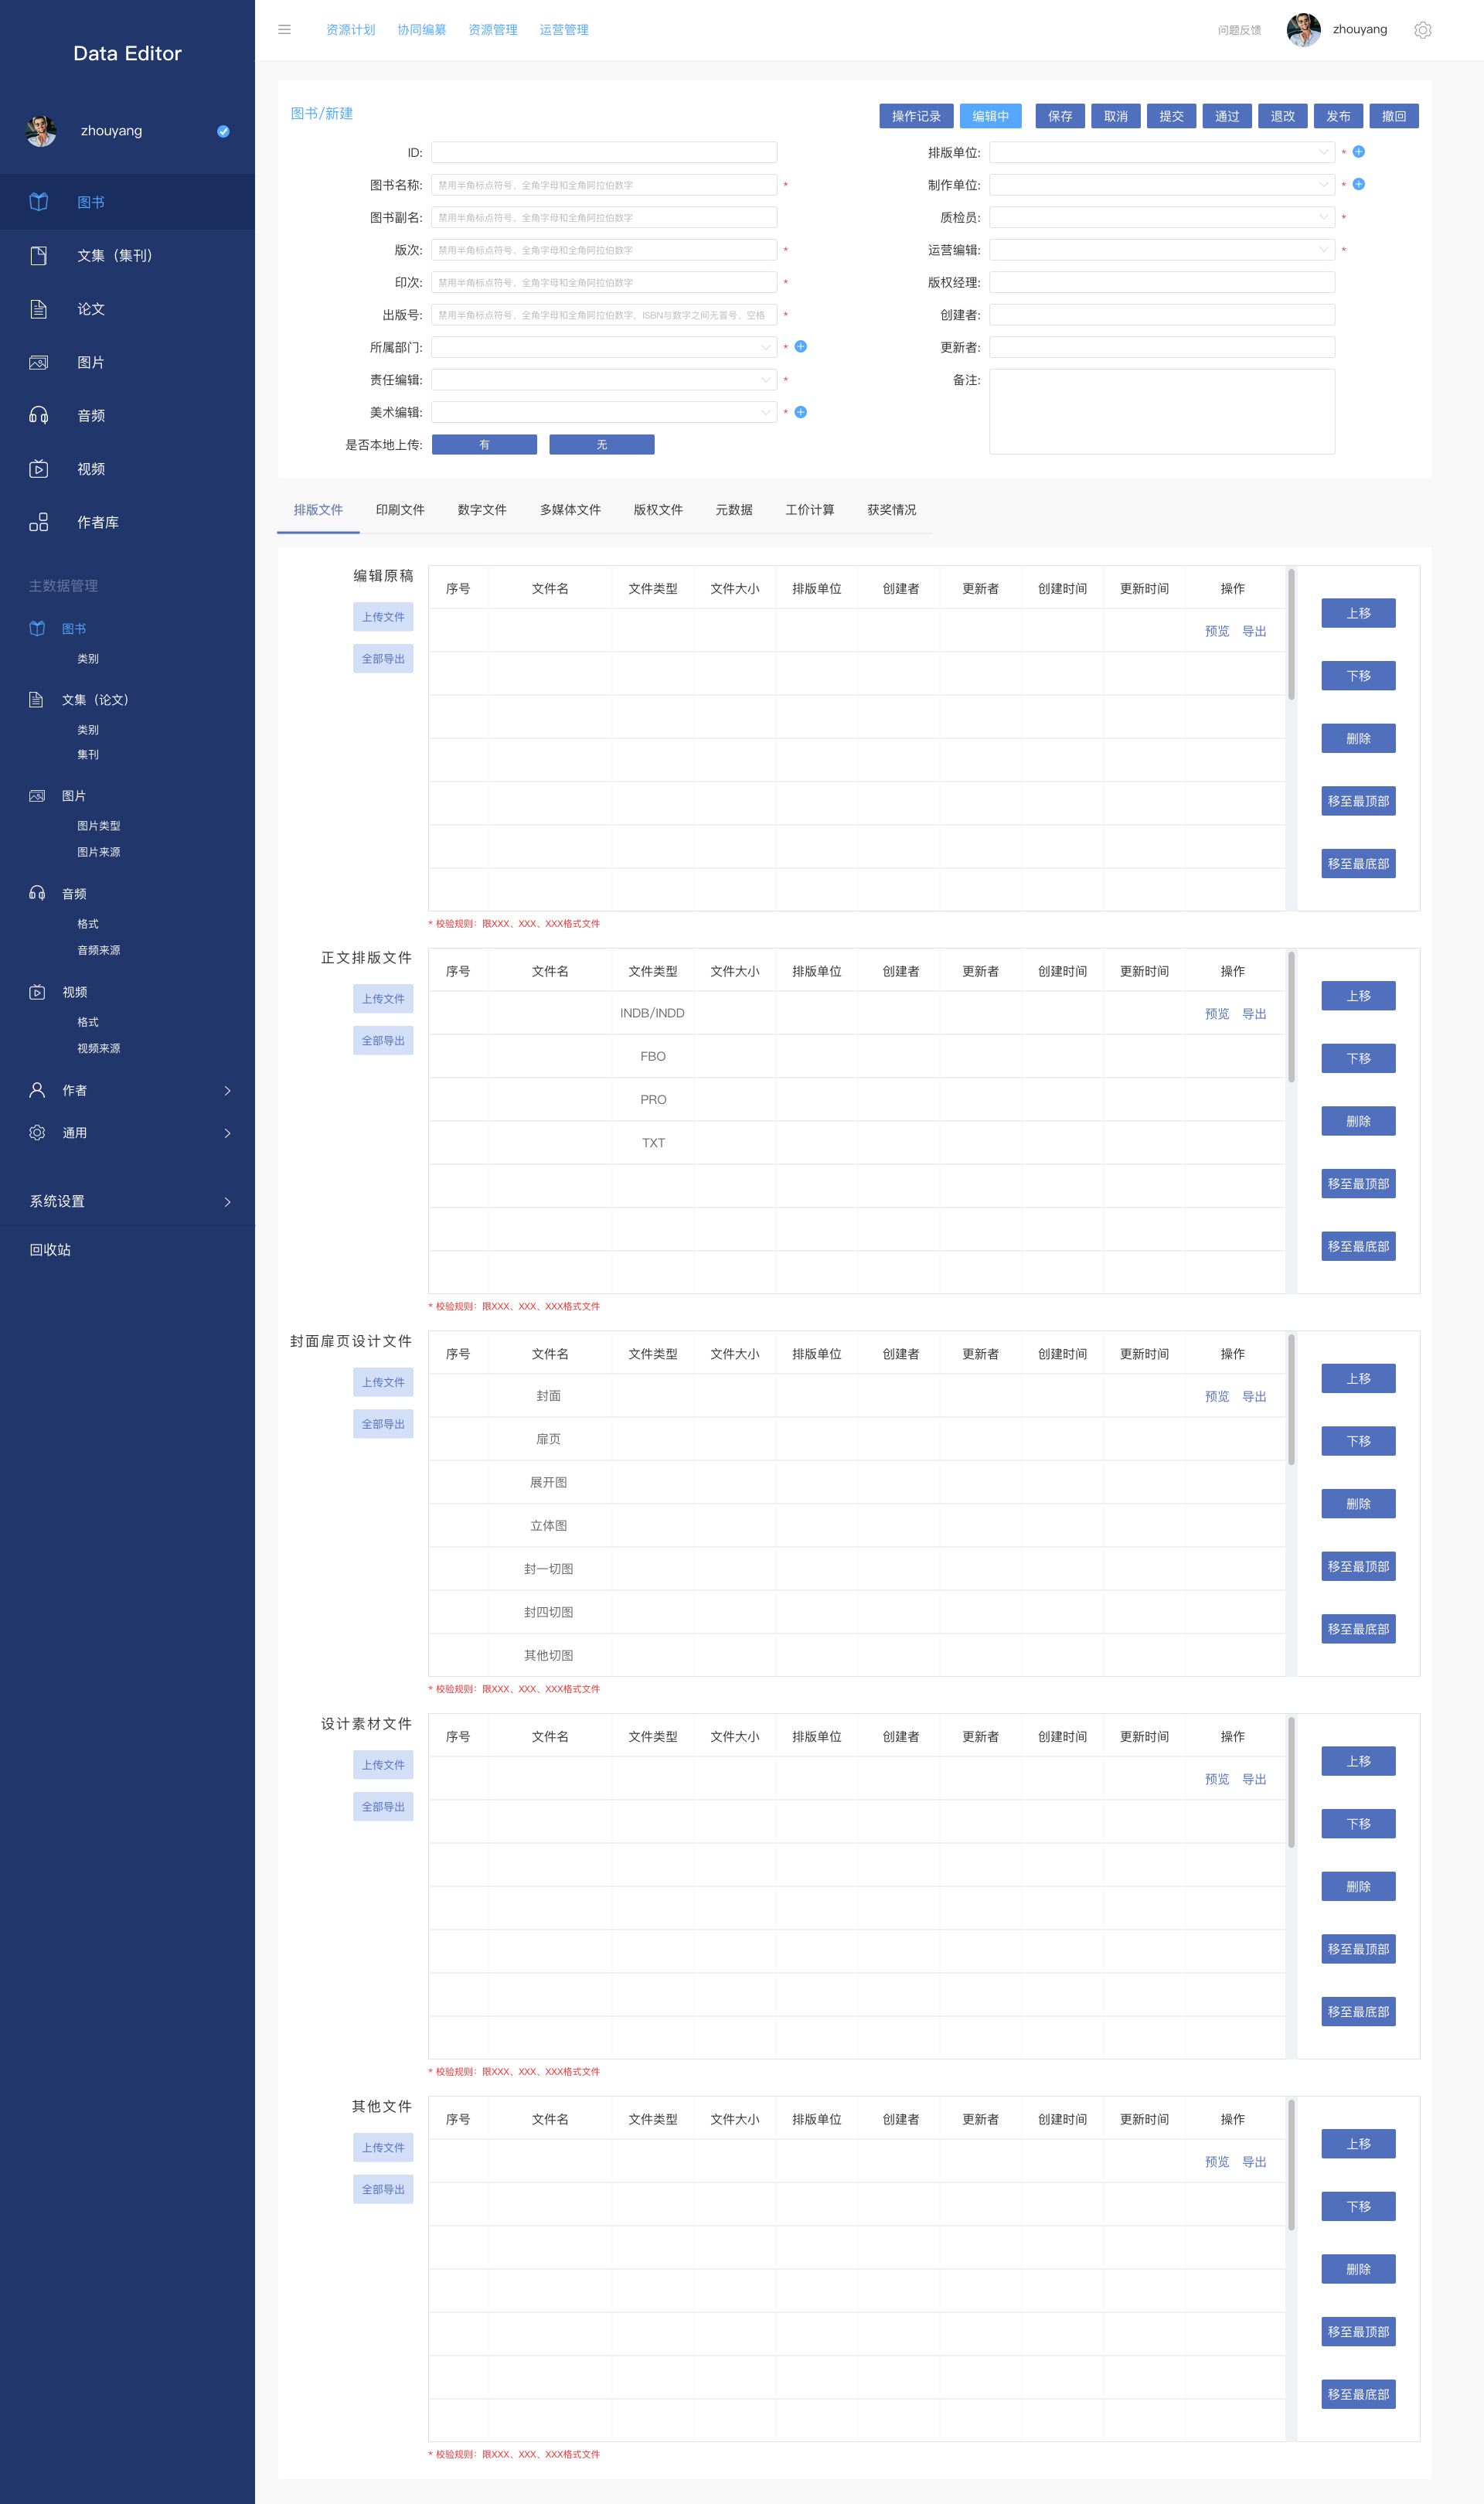 Data Editor
zhouyang
图书
文集（集刊）
论文
图片
音频
视频
作者库
主数据管理
图书
类别
文集（论文）
类别
集刊
图片
图片类型
图片来源
音频
格式
音频来源
视频
格式
视频来源
作者
通用
系统设置
回收站
资源计划 协同编纂 资源管理 运营管理 问题反馈 zhouyang
图书/新建 操作记录 编辑中 保存 取消 提交 通过 退改 发布 撤回
ID:
图书名称: 禁用半角标点符号、全角字母和全角阿拉伯数字 *
图书副名: 禁用半角标点符号、全角字母和全角阿拉伯数字
版次: 禁用半角标点符号、全角字母和全角阿拉伯数字 *
印次: 禁用半角标点符号、全角字母和全角阿拉伯数字 *
出版号: 禁用半角标点符号、全角字母和全角阿拉伯数字，ISBN与数字之间无冒号、空格 *
所属部门: *
责任编辑: *
美术编辑: *
是否本地上传: 有 无
排版单位: *
制作单位: *
质检员: *
运营编辑: *
版权经理:
创建者:
更新者:
备注:
排版文件 印刷文件 数字文件 多媒体文件 版权文件 元数据 工价计算 获奖情况
编辑原稿
上传文件
全部导出
序号 文件名 文件类型 文件大小 排版单位 创建者 更新者 创建时间 更新时间 操作
预览 导出
上移
下移
删除
移至最顶部
移至最底部
* 校验规则：限XXX、XXX、XXX格式文件
正文排版文件
上传文件
全部导出
序号 文件名 文件类型 文件大小 排版单位 创建者 更新者 创建时间 更新时间 操作
INDB/INDD 预览 导出
FBO
PRO
TXT
上移
下移
删除
移至最顶部
移至最底部
* 校验规则：限XXX、XXX、XXX格式文件
封面扉页设计文件
上传文件
全部导出
序号 文件名 文件类型 文件大小 排版单位 创建者 更新者 创建时间 更新时间 操作
封面 预览 导出
扉页
展开图
立体图
封一切图
封四切图
其他切图
上移
下移
删除
移至最顶部
移至最底部
* 校验规则：限XXX、XXX、XXX格式文件
设计素材文件
上传文件
全部导出
序号 文件名 文件类型 文件大小 排版单位 创建者 更新者 创建时间 更新时间 操作
预览 导出
上移
下移
删除
移至最顶部
移至最底部
* 校验规则：限XXX、XXX、XXX格式文件
其他文件
上传文件
全部导出
序号 文件名 文件类型 文件大小 排版单位 创建者 更新者 创建时间 更新时间 操作
预览 导出
上移
下移
删除
移至最顶部
移至最底部
* 校验规则：限XXX、XXX、XXX格式文件